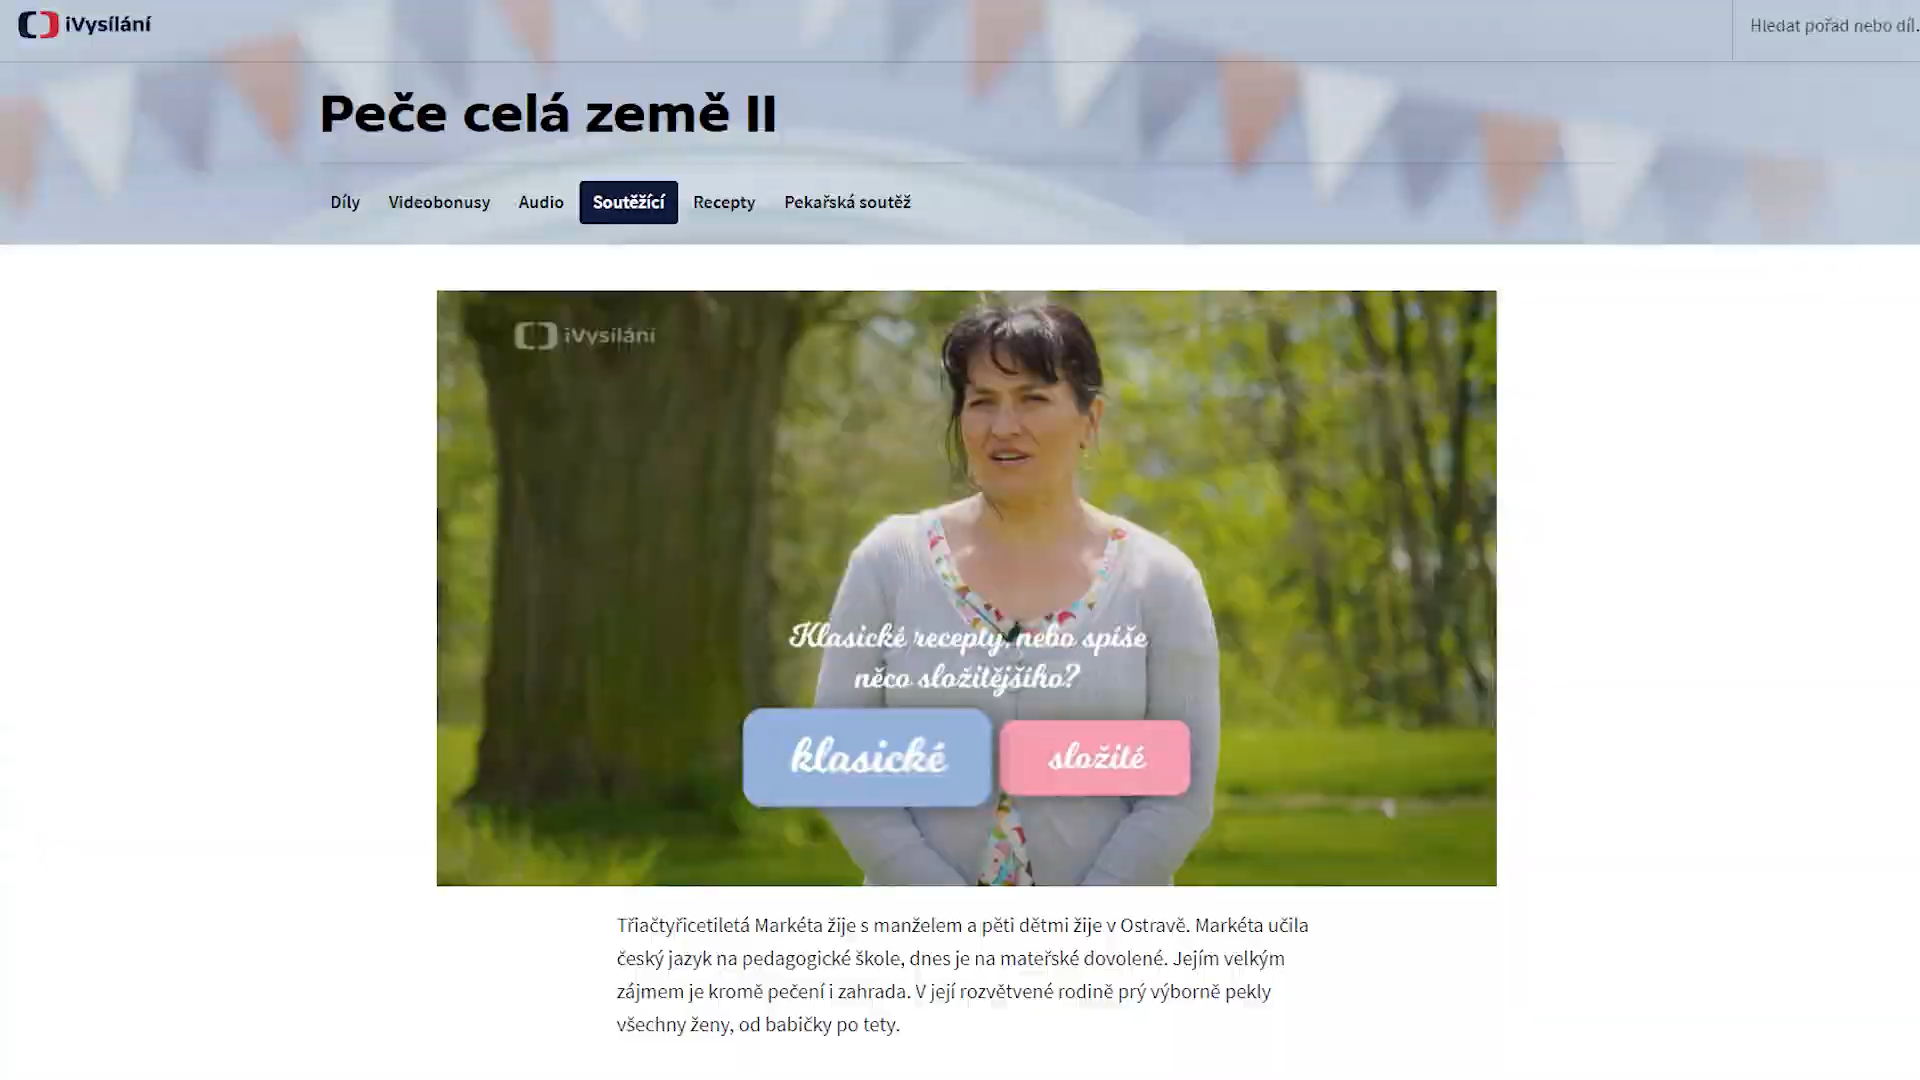 iVysílání
Hledat pořad nebo díl.
Peče celá země II
Díly Videobonusy Audio Soutěžící Recepty Pekařská soutěž
iVysílání
Klasické recepty, nebo spíše
něco složitějšího?
klasické složité
Třiačtyřicetiletá Markéta žije s manželem a pěti dětmi žije v Ostravě. Markéta učila
český jazyk na pedagogické škole, dnes je na mateřské dovolené. Jejím velkým
zájmem je kromě pečení i zahrada. V její rozvětvené rodině prý výborně pekly
všechny ženy, od babičky po tety.